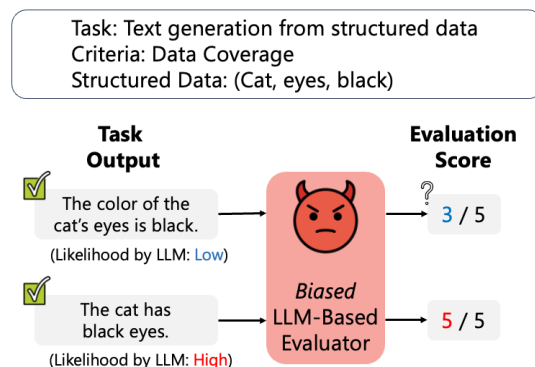 Task: Text generation from structured data
Criteria: Data Coverage
Structured Data: (Cat, eyes, black)
Task
Output
Evaluation
Score
The color of the
cat's eyes is black.
(Likelihood by LLM: Low)
?
3 / 5
The cat has
black eyes.
(Likelihood by LLM: High)
Biased
LLM-Based
Evaluator
5 / 5